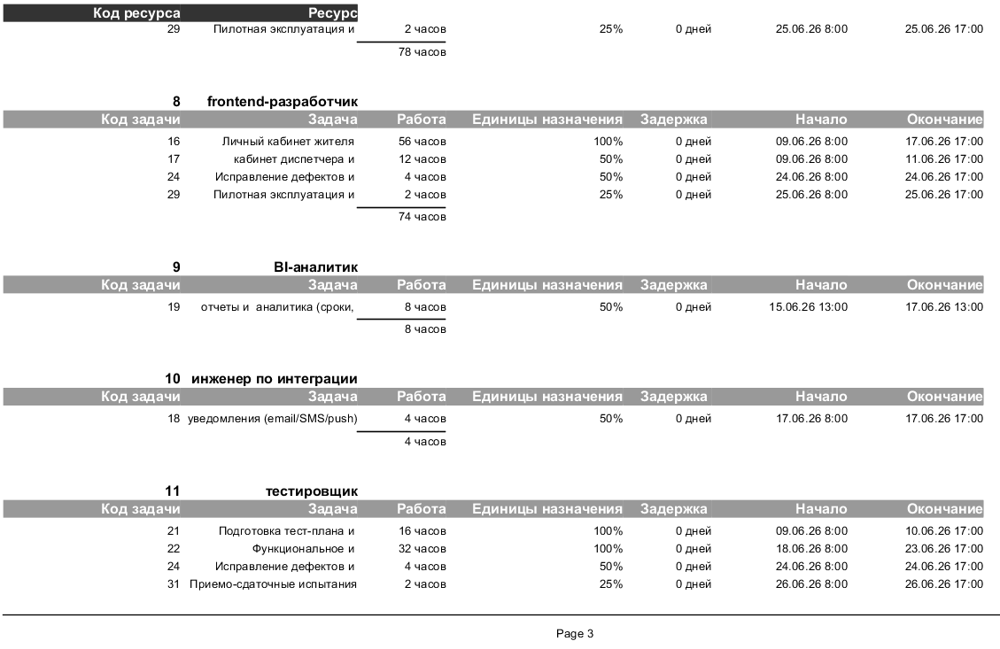 Код ресурса Ресурс
29 Пилотная эксплуатация и 2 часов 25% 0 дней 25.06.26 8:00 25.06.26 17:00
78 часов
8 frontend-разработчик
Код задачи Задача Работа Единицы назначения Задержка Начало Окончание
16 Личный кабинет жителя 56 часов 100% 0 дней 09.06.26 8:00 17.06.26 17:00
17 кабинет диспетчера и 12 часов 50% 0 дней 09.06.26 8:00 11.06.26 17:00
24 Исправление дефектов и 4 часов 50% 0 дней 24.06.26 8:00 24.06.26 17:00
29 Пилотная эксплуатация и 2 часов 25% 0 дней 25.06.26 8:00 25.06.26 17:00
74 часов
9 BI-аналитик
Код задачи Задача Работа Единицы назначения Задержка Начало Окончание
19 отчеты и аналитика (сроки, 8 часов 50% 0 дней 15.06.26 13:00 17.06.26 13:00
8 часов
10 инженер по интеграции
Код задачи Задача Работа Единицы назначения Задержка Начало Окончание
18 уведомления (email/SMS/push) 4 часов 50% 0 дней 17.06.26 8:00 17.06.26 17:00
4 часов
11 тестировщик
Код задачи Задача Работа Единицы назначения Задержка Начало Окончание
21 Подготовка тест-плана и 16 часов 100% 0 дней 09.06.26 8:00 10.06.26 17:00
22 Функциональное и 32 часов 100% 0 дней 18.06.26 8:00 23.06.26 17:00
24 Исправление дефектов и 4 часов 50% 0 дней 24.06.26 8:00 24.06.26 17:00
31 Приемо-сдаточные испытания 2 часов 25% 0 дней 26.06.26 8:00 26.06.26 17:00
Page 3